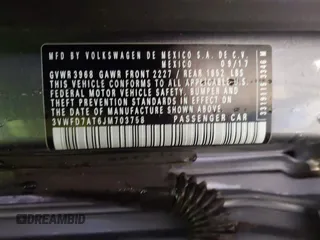 MFD BY VOLKSWAGEN DE MEXICO S.A. DE C.V.
MEXICO 09/17
GVWR 3968 GAWR FRONT 2227 / REAR 1852 LBS
THIS VEHICLE CONFORMS TO ALL APPLICABLE U.S.
FEDERAL MOTOR VEHICLE SAFETY, BUMPER, AND
THEFT PREVENTION STANDARDS IN EFFECT ON
THE DATE OF MANUFACTURE SHOWN ABOVE.
3VWFD7AT6JM703756 PASSENGER CAR
DREAMBID